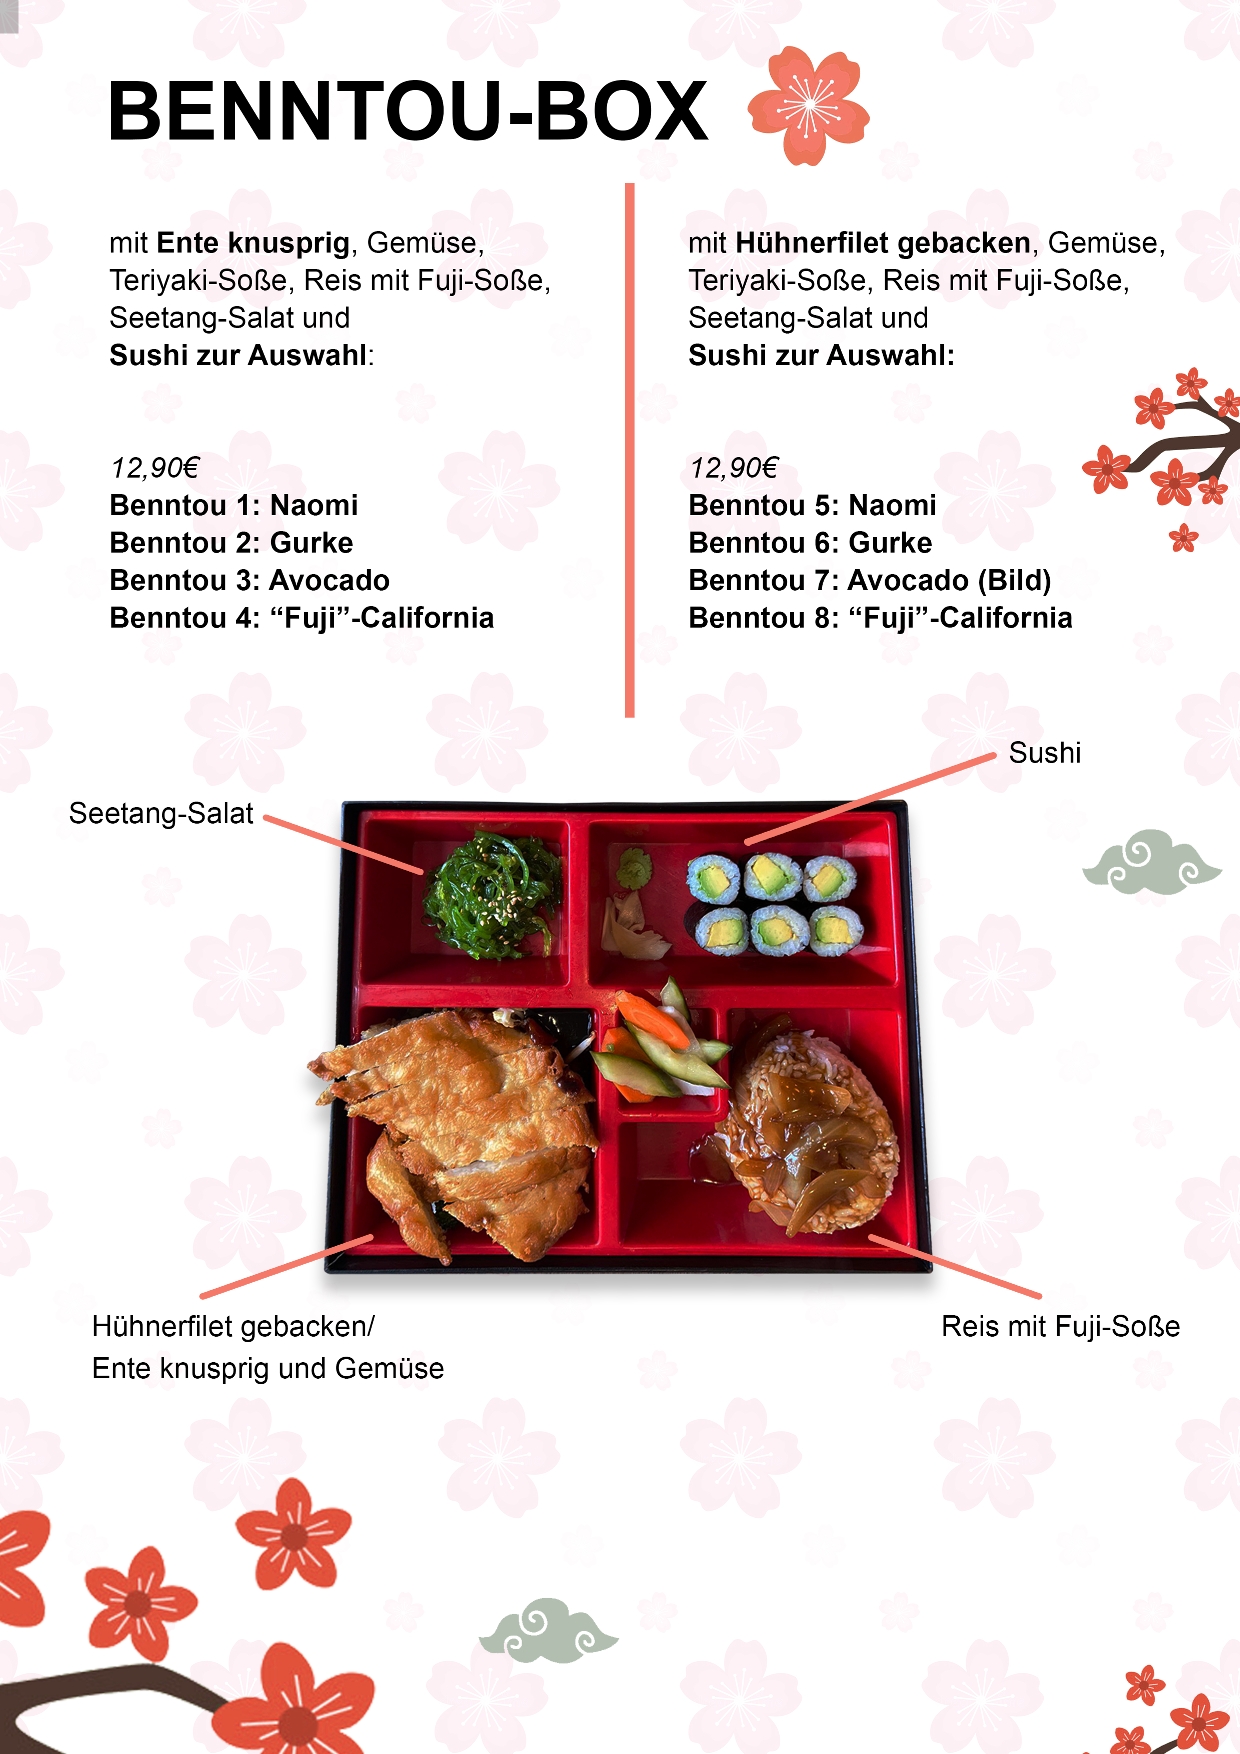 BENNTOU-BOX
mit Ente knusprig, Gemüse,
Teriyaki-Soße, Reis mit Fuji-Soße,
Seetang-Salat und
Sushi zur Auswahl:
12,90€
Benntou 1: Naomi
Benntou 2: Gurke
Benntou 3: Avocado
Benntou 4: “Fuji”-California
mit Hühnerfilet gebacken, Gemüse,
Teriyaki-Soße, Reis mit Fuji-Soße,
Seetang-Salat und
Sushi zur Auswahl:
12,90€
Benntou 5: Naomi
Benntou 6: Gurke
Benntou 7: Avocado (Bild)
Benntou 8: “Fuji”-California
Sushi
Seetang-Salat
Hühnerfilet gebacken/
Ente knusprig und Gemüse
Reis mit Fuji-Soße